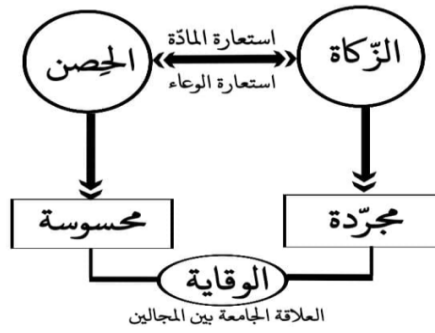 الزّكاة
استعارة المادّة
استعارة الوعاء
الحِصن
مجرّدة
محسوسة
الوقاية
العلاقة الجامعة بين المجالين